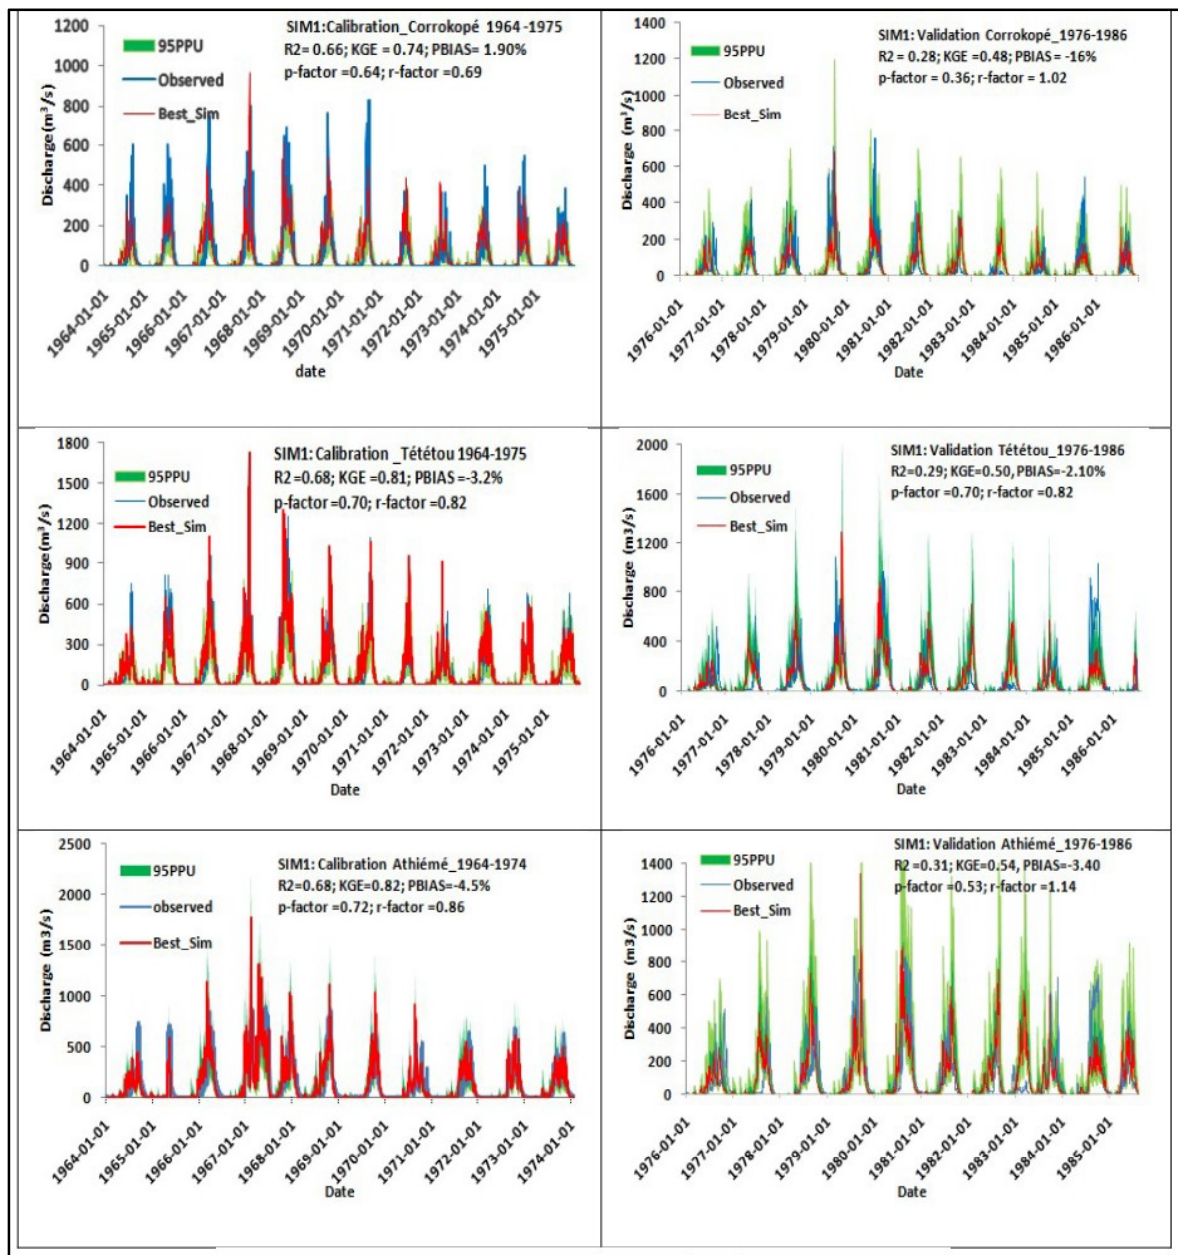 SIM1:Calibration_Corrokopé 1964-1975
R2= 0.66; KGE = 0.74; PBIAS= 1.90%
p-factor =0.64; r-factor =0.69
95PPU
Observed
Best_Sim
Discharge(m³/s)
1200
1000
800
600
400
200
0
1964-01-01
1965-01-01
1966-01-01
1967-01-01
1968-01-01
1969-01-01
1970-01-01
1971-01-01
1972-01-01
1973-01-01
1974-01-01
1975-01-01
date
SIM1: Validation Corrokopé_1976-1986
R2 = 0.28; KGE =0.48; PBIAS= -16%
p-factor = 0.36; r-factor = 1.02
95PPU
Observed
Best_Sim
Discharge (m³/s)
1400
1200
1000
800
600
400
200
0
1976-01-01
1977-01-01
1978-01-01
1979-01-01
1980-01-01
1981-01-01
1982-01-01
1983-01-01
1984-01-01
1985-01-01
1986-01-01
Date
SIM1: Calibration _Tététou 1964-1975
R2=0.68; KGE =0.81; PBIAS =-3.2%
p-factor =0.70; r-factor =0.82
95PPU
Observed
Best_Sim
Discharge(m³/s)
1800
1500
1200
900
600
300
0
1964-01-01
1965-01-01
1966-01-01
1967-01-01
1968-01-01
1969-01-01
1970-01-01
1971-01-01
1972-01-01
1973-01-01
1974-01-01
1975-01-01
Date
SIM1: Validation Tététou_1976-1986
R2=0.29; KGE=0.50, PBIAS=-2.10%
p-factor =0.70; r-factor =0.82
95PPU
Observed
Best_Sim
Discharge (m3/s)
2000
1600
1200
800
400
0
1976-01-01
1977-01-01
1978-01-01
1979-01-01
1980-01-01
1981-01-01
1982-01-01
1983-01-01
1984-01-01
1985-01-01
1986-01-01
Date
SIM1: Calibration Athiémé_1964-1974
R2=0.68; KGE=0.82; PBIAS=-4.5%
p-factor =0.72; r-factor =0.86
95PPU
observed
Best_Sim
Discharge (m3/s)
2500
2000
1500
1000
500
0
1964-01-01
1965-01-01
1966-01-01
1967-01-01
1968-01-01
1969-01-01
1970-01-01
1971-01-01
1972-01-01
1973-01-01
1974-01-01
Date
SIM1: Validation Athiémé_1976-1986
R2 =0.31; KGE=0.54, PBIAS=-3.40
p-factor =0.53; r-factor =1.14
95PPU
Observed
Best_Sim
Discharge (m3/s)
1400
1200
1000
800
600
400
200
0
1976-01-01
1977-01-01
1978-01-01
1979-01-01
1980-01-01
1981-01-01
1982-01-01
1983-01-01
1984-01-01
1985-01-01
Date